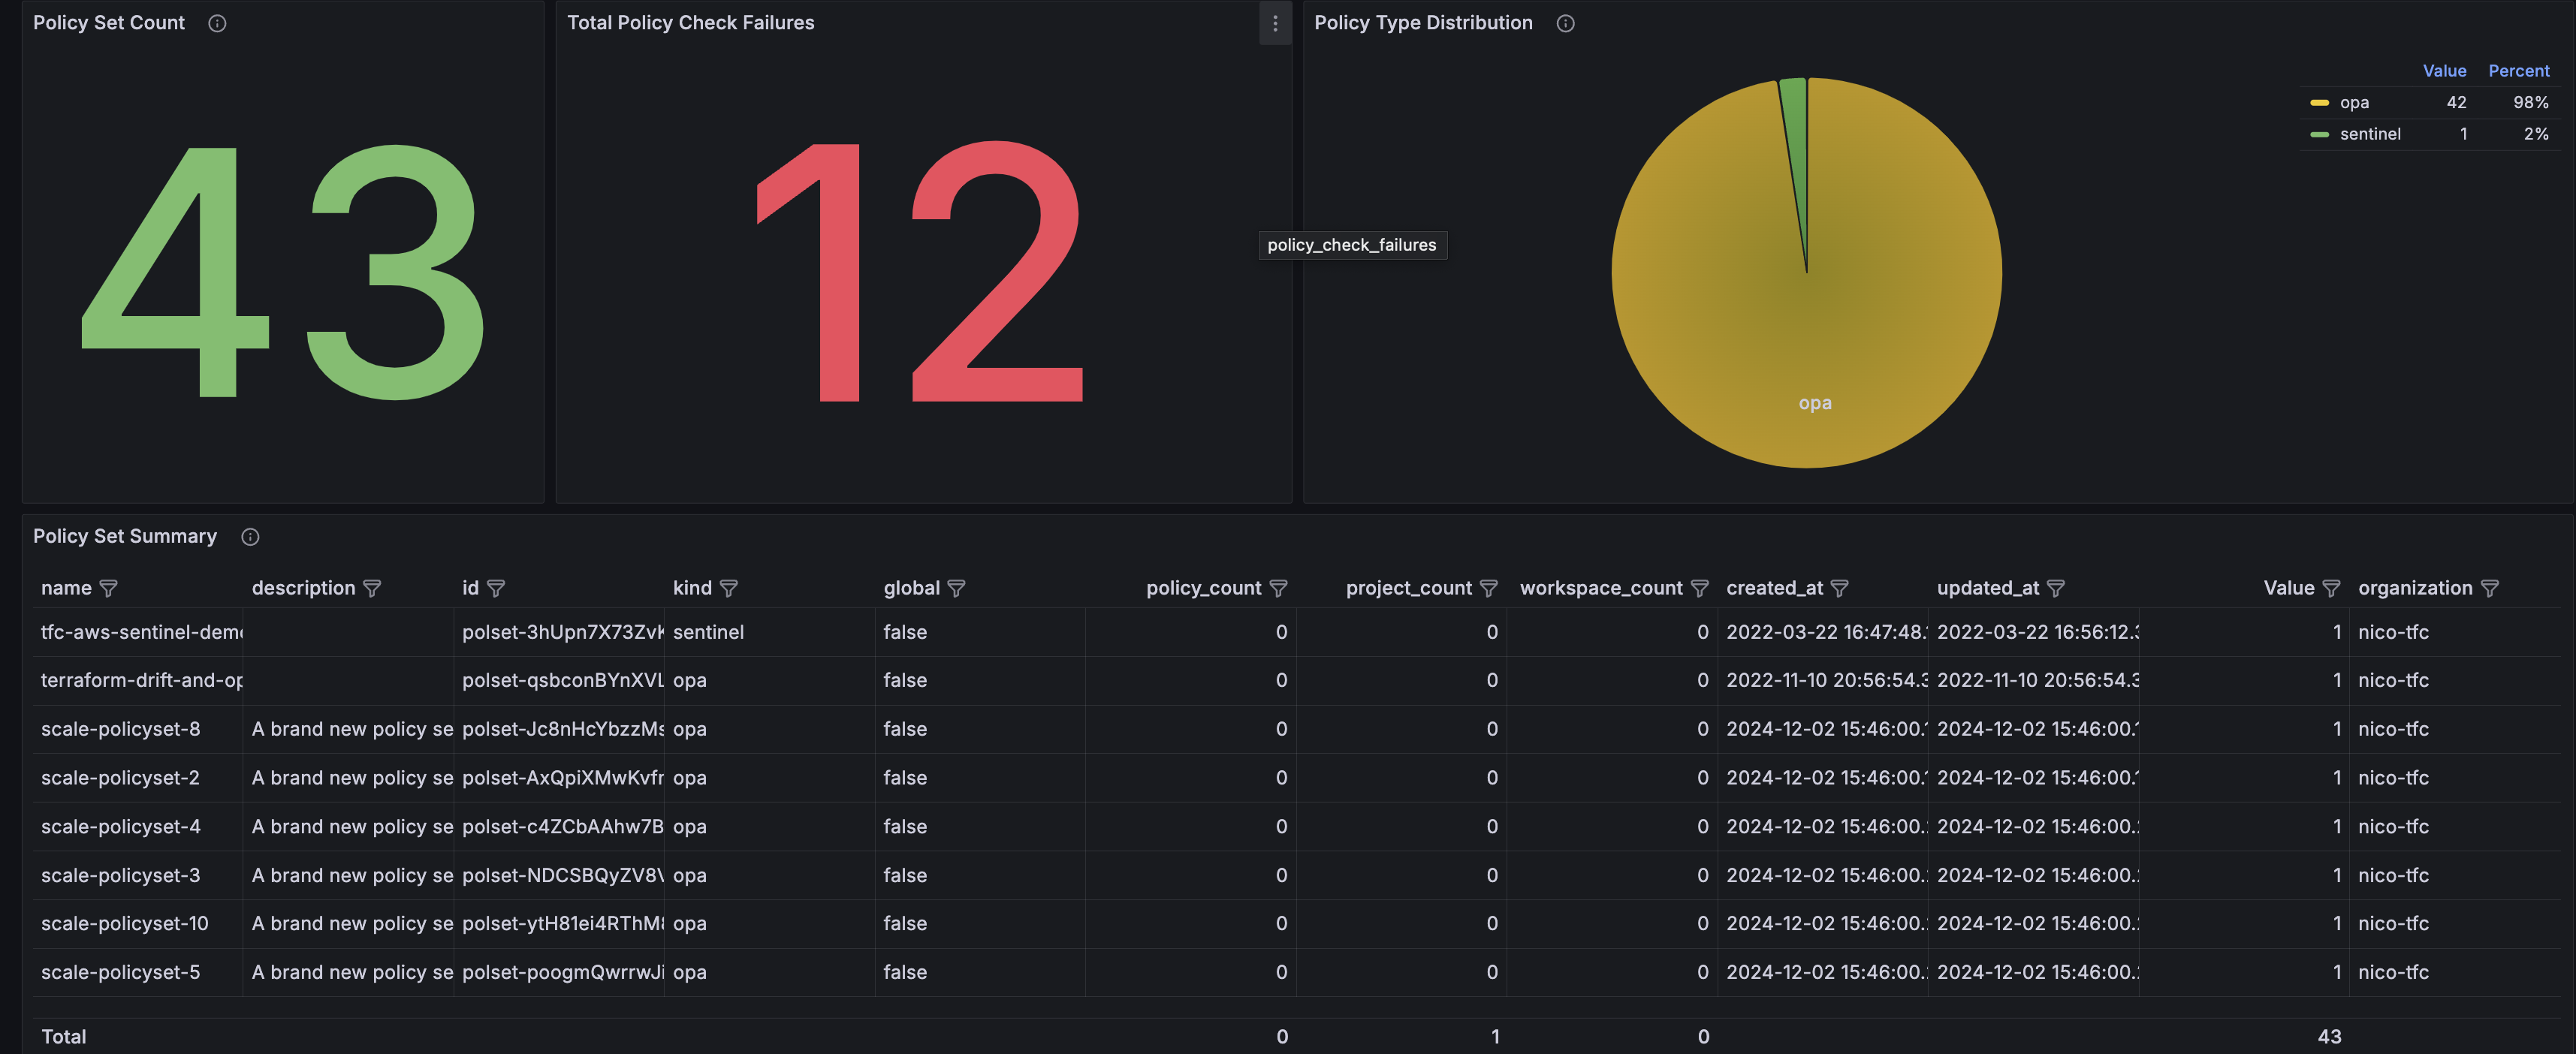 Policy Set Count
Total Policy Check Failures
Policy Type Distribution
43
12
policy_check_failures
opa
Value Percent
opa 42 98%
sentinel 1 2%
Policy Set Summary
name description id kind global policy_count project_count workspace_count created_at updated_at Value organization
tfc-aws-sentinel-demo sentinel false 0 0 0 2022-03-22 16:47:48. 2022-03-22 16:56:12. 1 nico-tfc
terraform-drift-and-op polset-qsbconBYnXVL opa false 0 0 0 2022-11-10 20:56:54.3 2022-11-10 20:56:54.3 1 nico-tfc
scale-policyset-8 A brand new policy se polset-Jc8nHcYbzzMs opa false 0 0 0 2024-12-02 15:46:00. 2024-12-02 15:46:00. 1 nico-tfc
scale-policyset-2 A brand new policy se opa false 0 0 0 2024-12-02 15:46:00. 2024-12-02 15:46:00. 1 nico-tfc
scale-policyset-4 A brand new policy se polset-c4ZCbAAhw7B opa false 0 0 0 2024-12-02 15:46:00. 2024-12-02 15:46:00. 1 nico-tfc
scale-policyset-3 A brand new policy se polset-NDCSBQyZV8V opa false 0 0 0 2024-12-02 15:46:00. 2024-12-02 15:46:00. 1 nico-tfc
scale-policyset-10 A brand new policy se polset-ytH81ei4RThM8 opa false 0 0 0 2024-12-02 15:46:00. 2024-12-02 15:46:00. 1 nico-tfc
scale-policyset-5 A brand new policy se polset-poogmQwrrwJi opa false 0 0 0 2024-12-02 15:46:00. 2024-12-02 15:46:00. 1 nico-tfc
Total 0 1 0 43